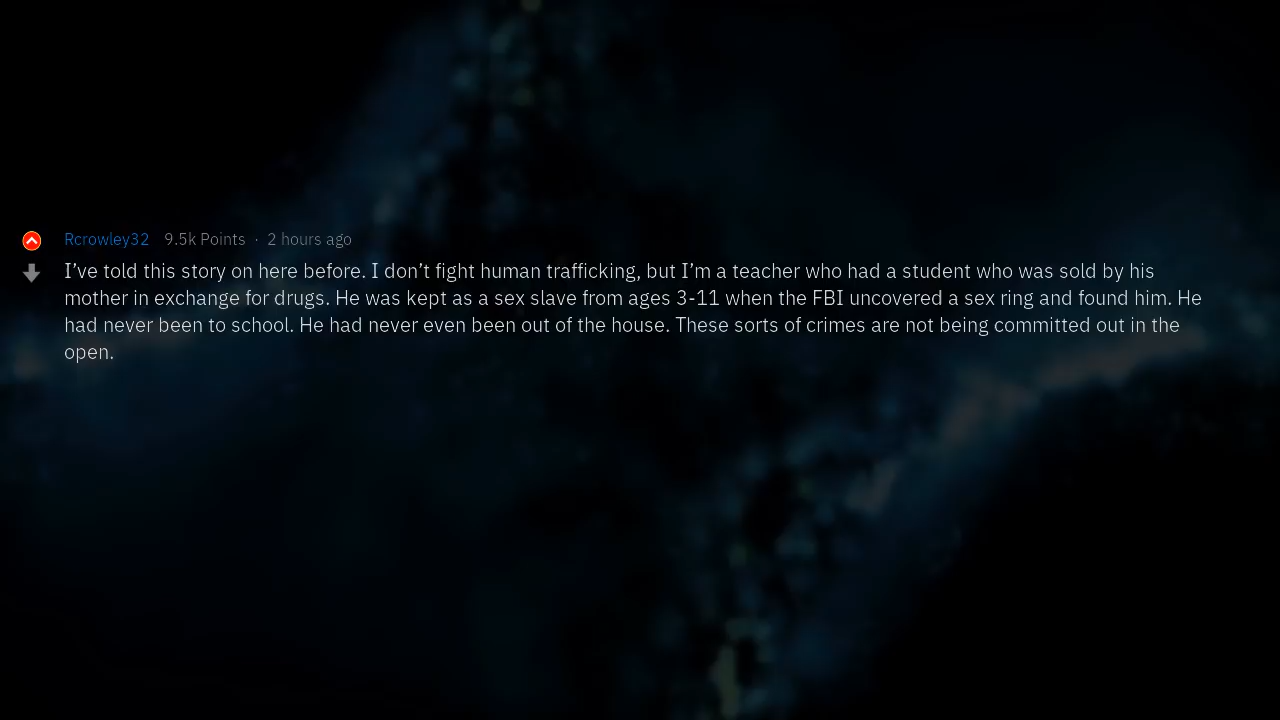 Rcrowley32 9.5k Points · 2 hours ago
I’ve told this story on here before. I don’t fight human trafficking, but I’m a teacher who had a student who was sold by his
mother in exchange for drugs. He was kept as a sex slave from ages 3-11 when the FBI uncovered a sex ring and found him. He
had never been to school. He had never even been out of the house. These sorts of crimes are not being committed out in the
open.